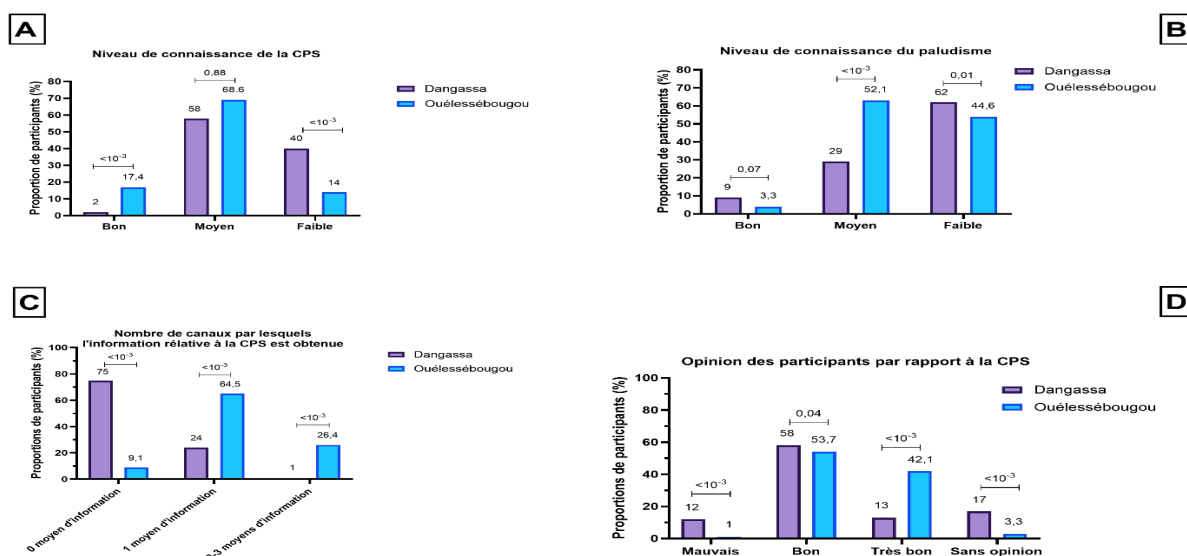 A
Niveau de connaissance de la CPS
Proportion de participants (%)
80
70
60
50
40
30
20
10
0
<10⁻³
2
17,4
0,88
58
68.6
<10⁻³
40
14
Bon
Moyen
Faible
Dangassa
Ouélessébougou
B
Niveau de connaissance du paludisme
Proportion de participants (%)
80
70
60
50
40
30
20
10
0
0,07
9
3,3
<10⁻³
29
52,1
0,01
62
44,6
Bon
Moyen
Faible
Dangassa
Ouélessébougou
C
Nombre de canaux par lesquels
l'information rélative à la CPS est obtenue
Proportions de participants (%)
100
80
60
40
20
0
<10⁻³
75
9,1
<10⁻³
24
64,5
<10⁻³
1
26,4
0 moyen d'information
1 moyen d'information
2-3 moyens d'information
Dangassa
Ouélessébougou
D
Opinion des participants par rapport à la CPS
Proportions de participants (%)
100
80
60
40
20
0
<10⁻³
12
1
0,04
58
53,7
<10⁻³
13
42,1
<10⁻³
17
3,3
Mauvais
Bon
Très bon
Sans opinion
Dangassa
Ouélessébougou